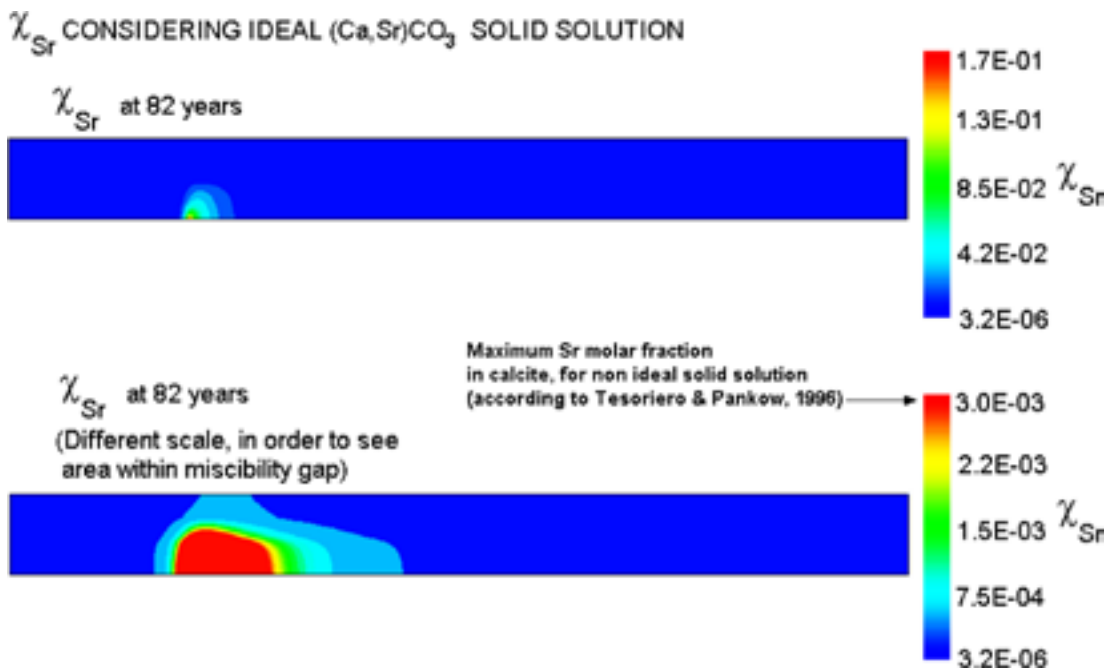 χSr CONSIDERING IDEAL (Ca,Sr)CO3 SOLID SOLUTION
χSr at 82 years
1.7E-01
1.3E-01
8.5E-02
4.2E-02
3.2E-06
χSr
Maximum Sr molar fraction
in calcite, for non ideal solid solution
(according to Tesoriero & Pankow, 1996)
χSr at 82 years
(Different scale, in order to see
area within miscibility gap)
3.0E-03
2.2E-03
1.5E-03
7.5E-04
3.2E-06
χSr